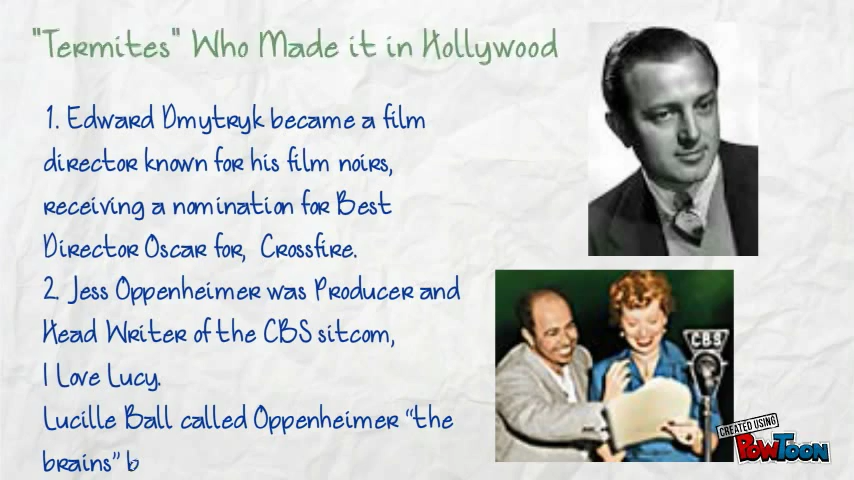 "Termites" Who Made it in Hollywood
1. Edward Dmytryk became a film
director known for his film noirs,
receiving a nomination for Best
Director Oscar for, Crossfire.
2. Jess Oppenheimer was Producer and
Head Writer of the CBS sitcom,
I Love Lucy.
Lucille Ball called Oppenheimer “the
brains” b
CBS
CREATED USING
POWTOON